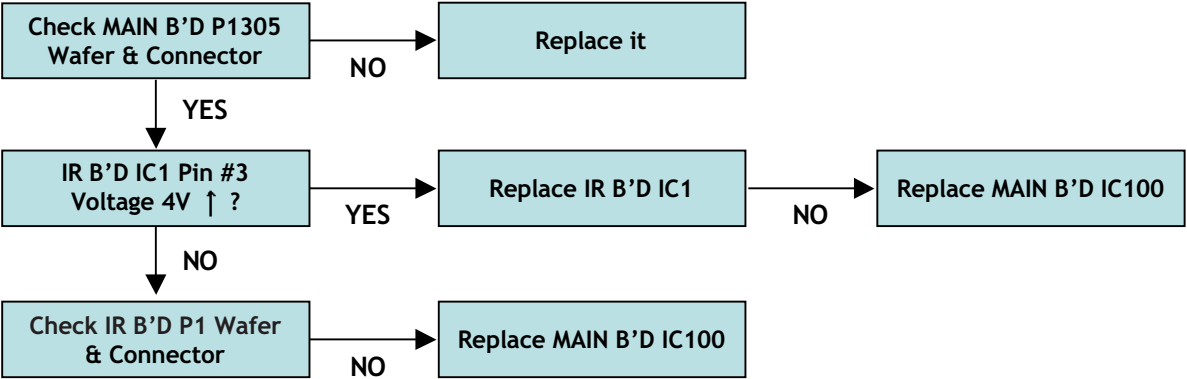 Check MAIN B’D P1305
Wafer & Connector
NO
Replace it
YES
IR B’D IC1 Pin #3
Voltage 4V ↑ ?
YES
Replace IR B’D IC1
NO
Replace MAIN B’D IC100
NO
Check IR B’D P1 Wafer
& Connector
NO
Replace MAIN B’D IC100